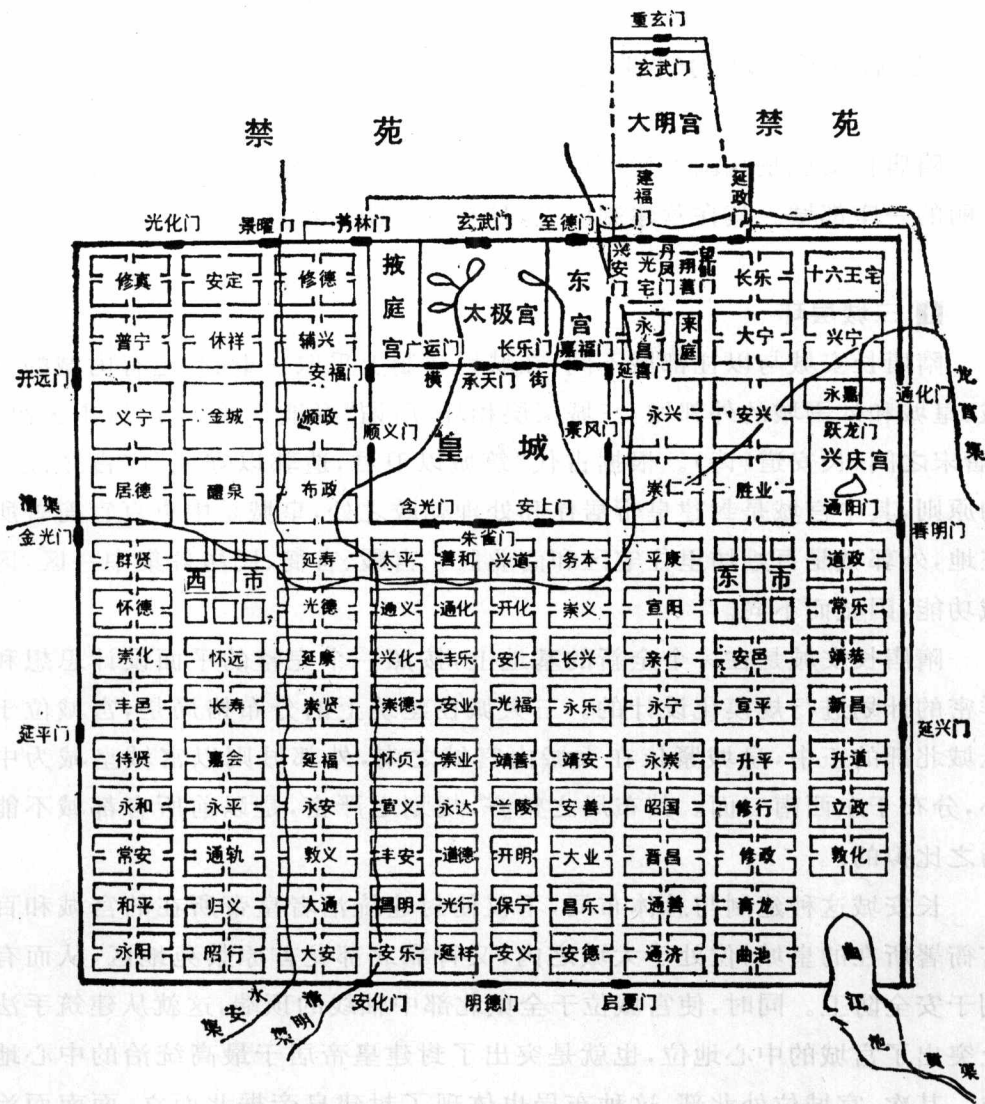 重玄门
玄武门
大明宫
禁 苑
禁 苑
建福门
延政门
光化门
景曜门
芳林门
玄武门
至德门
兴安门
丹凤门
望仙门
修真
安定
修德
掖庭宫
太极宫
东宫
光宅
翊善
长乐
十六王宅
普宁
休祥
辅兴
永昌
来庭
大宁
兴宁
开远门
安福门
广运门
承天门
长乐门
嘉福门
延喜门
通化门
横街
龙首渠
义宁
金城
颁政
永兴
安兴
永嘉
跃龙门
顺义门
皇 城
景风门
兴庆宫
居德
醴泉
布政
崇仁
胜业
通阳门
漕渠
金光门
含光门
朱雀门
安上门
春明门
群贤
西市
延寿
太平
善和
兴道
务本
平康
东市
道政
怀德
光德
通义
通化
开化
崇义
宣阳
常乐
崇化
怀远
延康
兴化
丰乐
安仁
长兴
亲仁
安邑
靖恭
丰邑
长寿
崇贤
崇德
安业
光福
永乐
永宁
宣平
新昌
延平门
延兴门
待贤
嘉会
延福
怀贞
崇业
靖善
靖安
永崇
升平
升道
永和
永平
永安
宣义
永达
兰陵
安善
昭国
修行
立政
常安
通轨
敦义
丰安
道德
开明
大业
晋昌
修政
敦化
和平
归义
大通
昌明
光行
保宁
昌乐
通善
青龙
永阳
昭行
大安
安乐
延祥
安义
安德
通济
曲池
安化门
明德门
启夏门
永安渠
清明渠
曲江池
黄渠